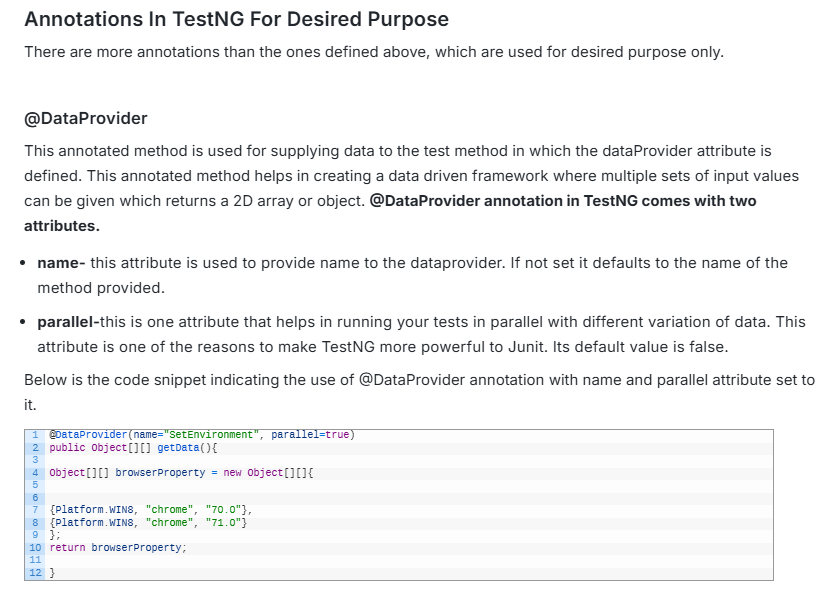 Annotations In TestNG For Desired Purpose
There are more annotations than the ones defined above, which are used for desired purpose only.
@DataProvider
This annotated method is used for supplying data to the test method in which the dataProvider attribute is
defined. This annotated method helps in creating a data driven framework where multiple sets of input values
can be given which returns a 2D array or object. @DataProvider annotation in TestNG comes with two
attributes.
• name- this attribute is used to provide name to the dataprovider. If not set it defaults to the name of the
method provided.
• parallel-this is one attribute that helps in running your tests in parallel with different variation of data. This
attribute is one of the reasons to make TestNG more powerful to Junit. Its default value is false.
Below is the code snippet indicating the use of @DataProvider annotation with name and parallel attribute set to
it.
1 @DataProvider(name="SetEnvironment", parallel=true)
2 public Object[][] getData(){
3
4 Object[][] browserProperty = new Object[][]{
5
6
7 {Platform.WIN8, "chrome", "70.0"},
8 {Platform.WIN8, "chrome", "71.0"}
9 };
10 return browserProperty;
11
12 }